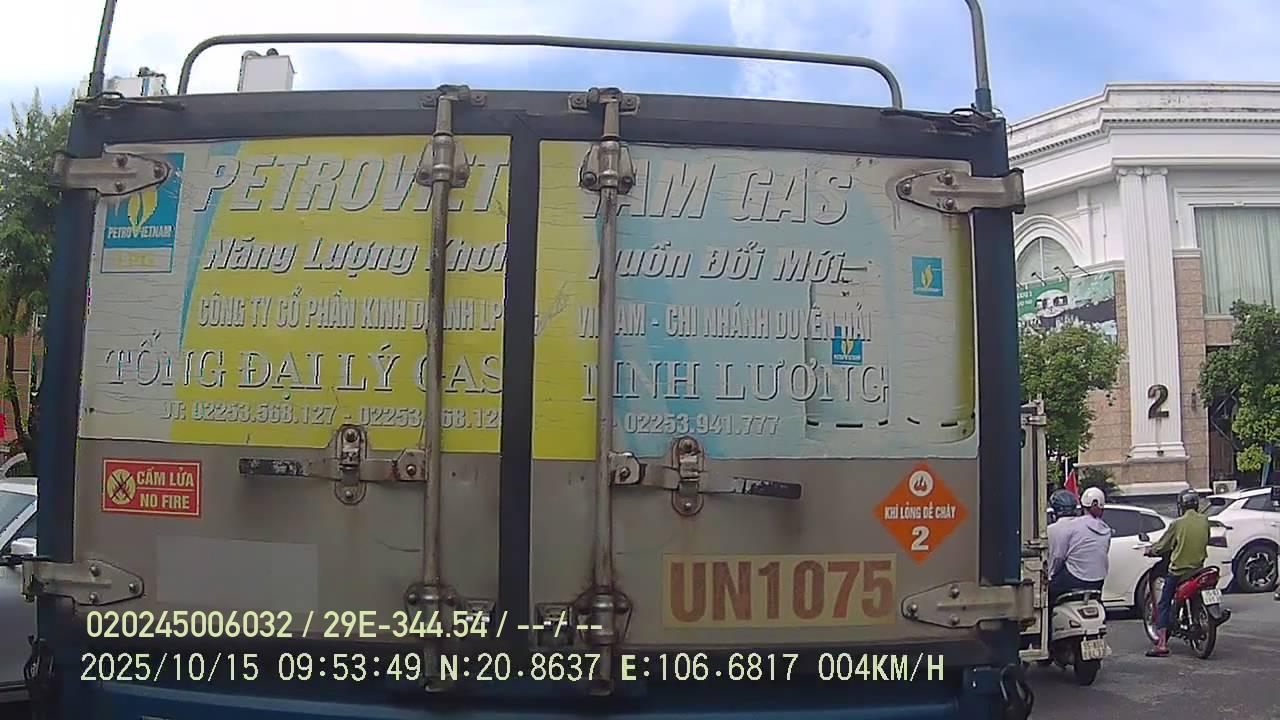 PETROVIET AM GAS
Năng Lượng Khơi Nuôn Đổi Mới
CÔNG TY CỔ PHẦN KINH DOANH LP VI NAM - CHI NHÁNH DUYÊN HẢI
TỔNG ĐẠI LÝ GAS NINH LƯƠNG
ĐT: 02253.568.127 - 02253.568.12 - 02253.941.777
PETROVIETNAM
LPG
CẤM LỬA
NO FIRE
KHÍ LỎNG DỄ CHÁY
2
UN1075
2
020245006032 / 29E-344.54 / --/--
2025/10/15 09:53:49 N:20.8637 E:106.6817 004KM/H